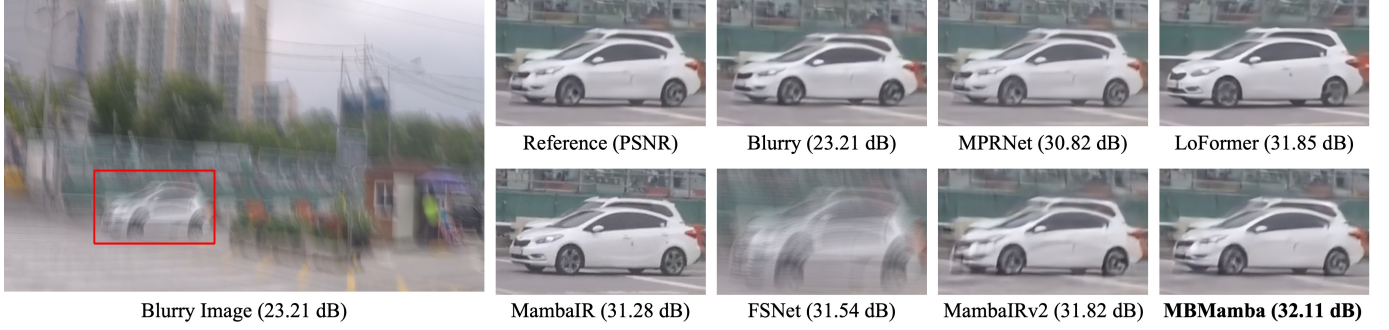 Reference (PSNR)
Blurry (23.21 dB)
MPRNet (30.82 dB)
LoFormer (31.85 dB)
Blurry Image (23.21 dB)
MambaIR (31.28 dB)
FSNet (31.54 dB)
MambaIRv2 (31.82 dB)
MBMamba (32.11 dB)